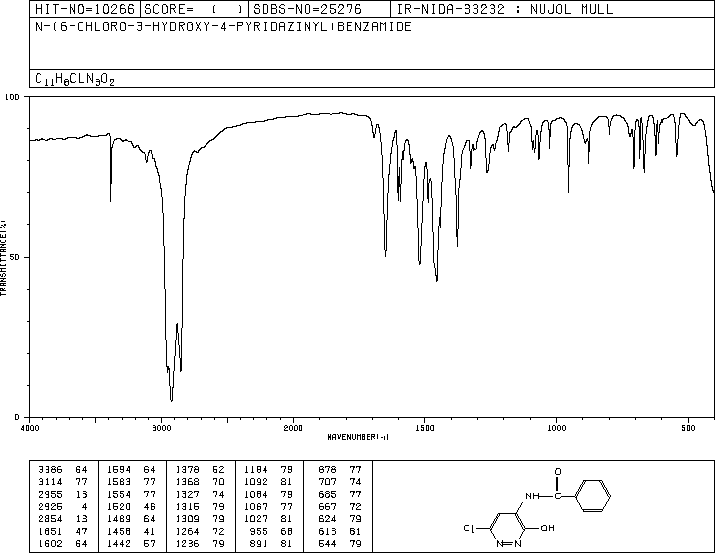 HIT-NO=10266 SCORE= ( ) SDBS-NO=25276 IR-NIDA-33232 : NUJOL MULL
N-(6-CHLORO-3-HYDROXY-4-PYRIDAZINYL)BENZAMIDE
C11H8CLN3O2
100
50
0
TRANSMITTANCE(%)
4000 3000 2000 1500 1000 500
WAVENUMBER(-1)
3386 64 1594 64 1378 52 1184 79 878 77
3114 77 1583 77 1368 70 1092 81 707 74
2955 13 1554 77 1327 74 1084 79 685 77
2925 4 1520 46 1315 79 1067 77 667 72
2854 13 1489 64 1309 79 1027 81 624 79
1651 47 1458 41 1264 72 955 68 613 81
1602 64 1442 57 1236 79 891 81 544 79
O
NH C
Cl OH
N N